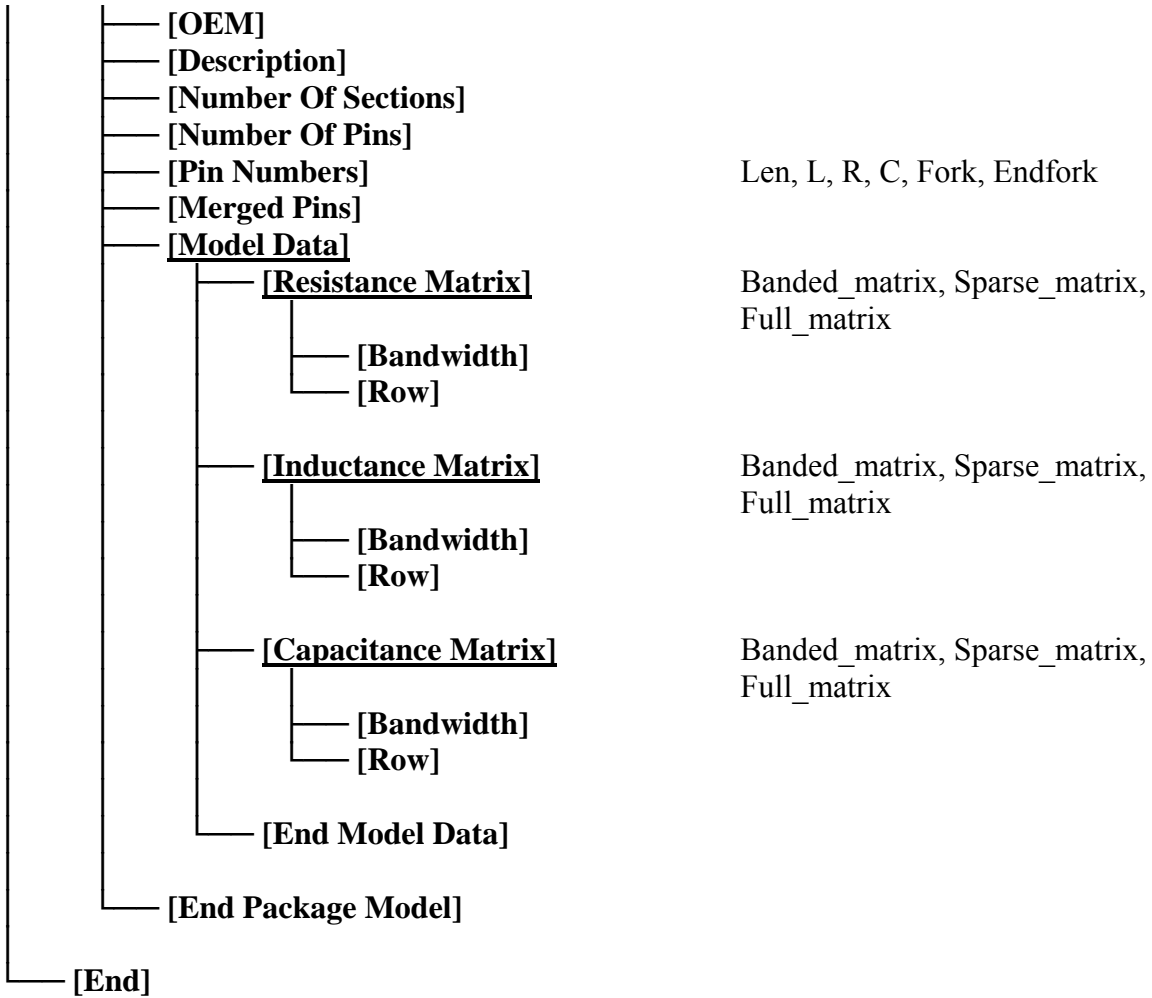 [OEM]
[Description]
[Number Of Sections]
[Number Of Pins]
[Pin Numbers] Len, L, R, C, Fork, Endfork
[Merged Pins]
[Model Data]
[Resistance Matrix] Banded_matrix, Sparse_matrix,
Full_matrix
[Bandwidth]
[Row]
[Inductance Matrix] Banded_matrix, Sparse_matrix,
Full_matrix
[Bandwidth]
[Row]
[Capacitance Matrix] Banded_matrix, Sparse_matrix,
Full_matrix
[Bandwidth]
[Row]
[End Model Data]
[End Package Model]
[End]